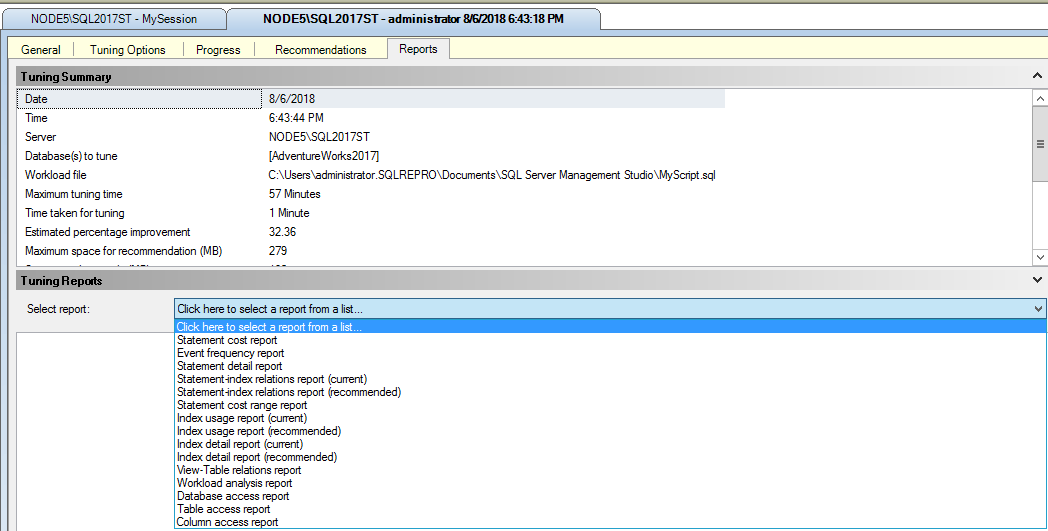 NODE5\SQL2017ST - MySession NODE5\SQL2017ST - administrator 8/6/2018 6:43:18 PM
General Tuning Options Progress Recommendations Reports
Tuning Summary
Date 8/6/2018
Time 6:43:44 PM
Server NODE5\SQL2017ST
Database(s) to tune [AdventureWorks2017]
Workload file C:\Users\administrator.SQLREPRO\Documents\SQL Server Management Studio\MyScript.sql
Maximum tuning time 57 Minutes
Time taken for tuning 1 Minute
Estimated percentage improvement 32.36
Maximum space for recommendation (MB) 279
Tuning Reports
Select report: Click here to select a report from a list...
Click here to select a report from a list...
Statement cost report
Event frequency report
Statement detail report
Statement-index relations report (current)
Statement-index relations report (recommended)
Statement cost range report
Index usage report (current)
Index usage report (recommended)
Index detail report (current)
Index detail report (recommended)
View-Table relations report
Workload analysis report
Database access report
Table access report
Column access report